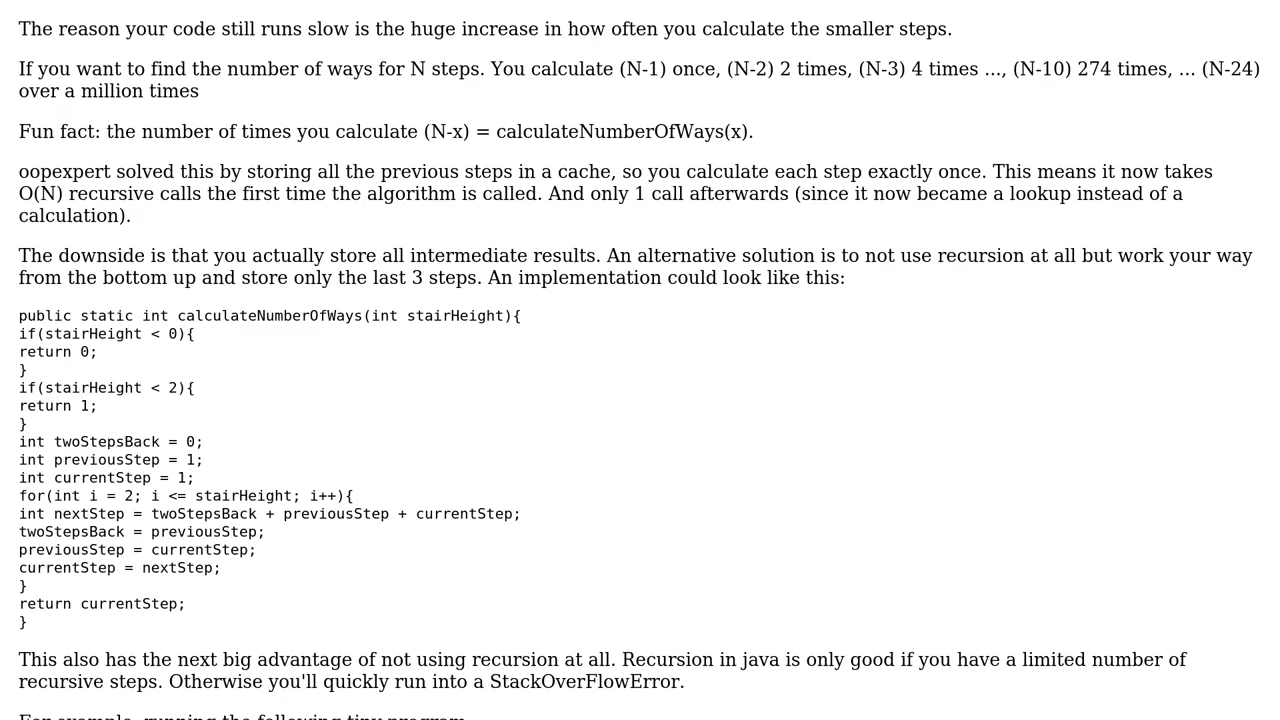 The reason your code still runs slow is the huge increase in how often you calculate the smaller steps.
If you want to find the number of ways for N steps. You calculate (N-1) once, (N-2) 2 times, (N-3) 4 times ..., (N-10) 274 times, ... (N-24)
over a million times
Fun fact: the number of times you calculate (N-x) = calculateNumberOfWays(x).
oopexpert solved this by storing all the previous steps in a cache, so you calculate each step exactly once. This means it now takes
O(N) recursive calls the first time the algorithm is called. And only 1 call afterwards (since it now became a lookup instead of a
calculation).
The downside is that you actually store all intermediate results. An alternative solution is to not use recursion at all but work your way
from the bottom up and store only the last 3 steps. An implementation could look like this:
public static int calculateNumberOfWays(int stairHeight){
if(stairHeight < 0){
return 0;
}
if(stairHeight < 2){
return 1;
}
int twoStepsBack = 0;
int previousStep = 1;
int currentStep = 1;
for(int i = 2; i <= stairHeight; i++){
int nextStep = twoStepsBack + previousStep + currentStep;
twoStepsBack = previousStep;
previousStep = currentStep;
currentStep = nextStep;
}
return currentStep;
}
This also has the next big advantage of not using recursion at all. Recursion in java is only good if you have a limited number of
recursive steps. Otherwise you'll quickly run into a StackOverFlowError.
For example, running the following tiny program